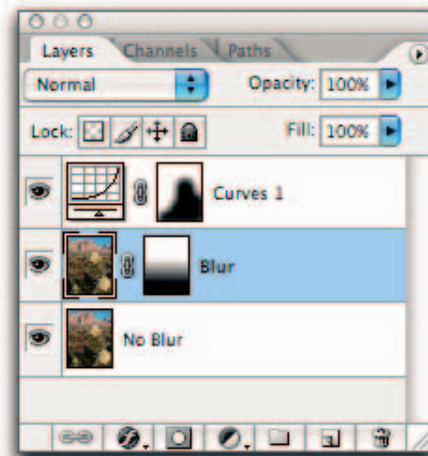 Layers Channels Paths
Normal Opacity: 100%
Lock: Fill: 100%
Curves 1
Blur
No Blur